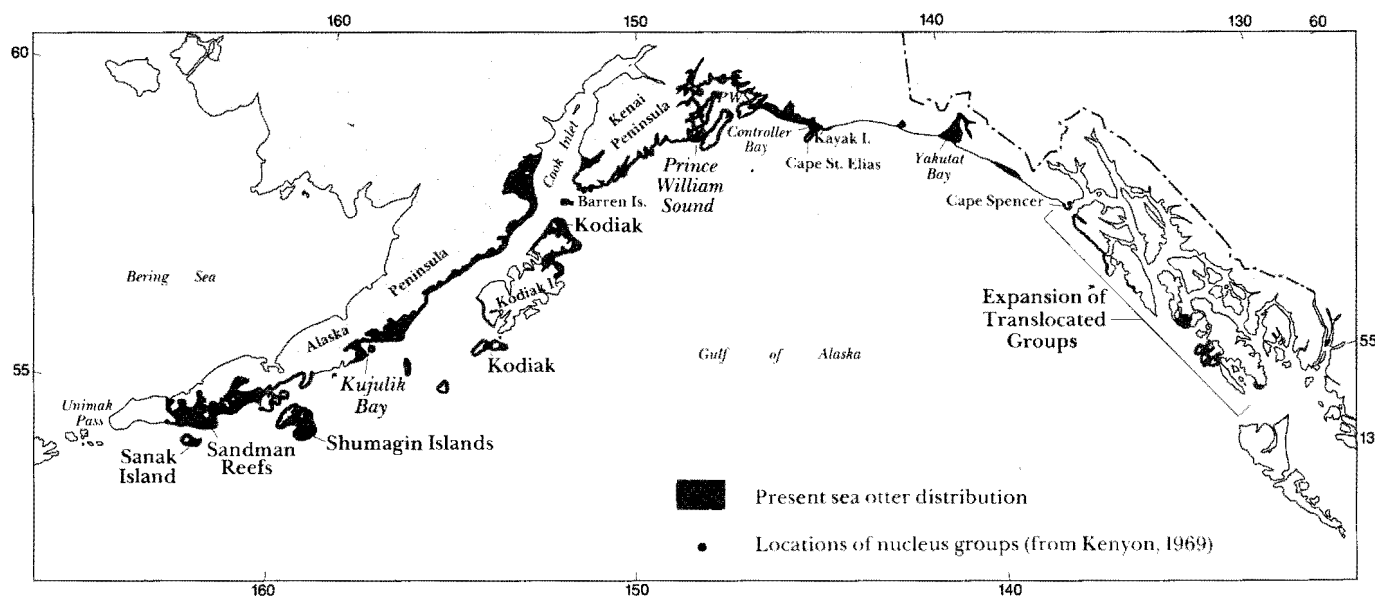 160 150 140 130 60
60
PW
Cook Inlet
Kenai
Peninsula
Controller
Bay
Kayak I.
Cape St. Elias
Yakutat
Bay
Prince
William
Sound
Cape Spencer
Barren Is.
Kodiak
Bering Sea
Peninsula
Kodiak I.
Expansion of
Translocated
Groups
Alaska
Gulf of Alaska
55
55
Kodiak
Kujulik
Bay
Unimak
Pass
Shumagin Islands
Sandman
Reefs
Sanak
Island
13
Present sea otter distribution
Locations of nucleus groups (from Kenyon, 1969)
160 150 140